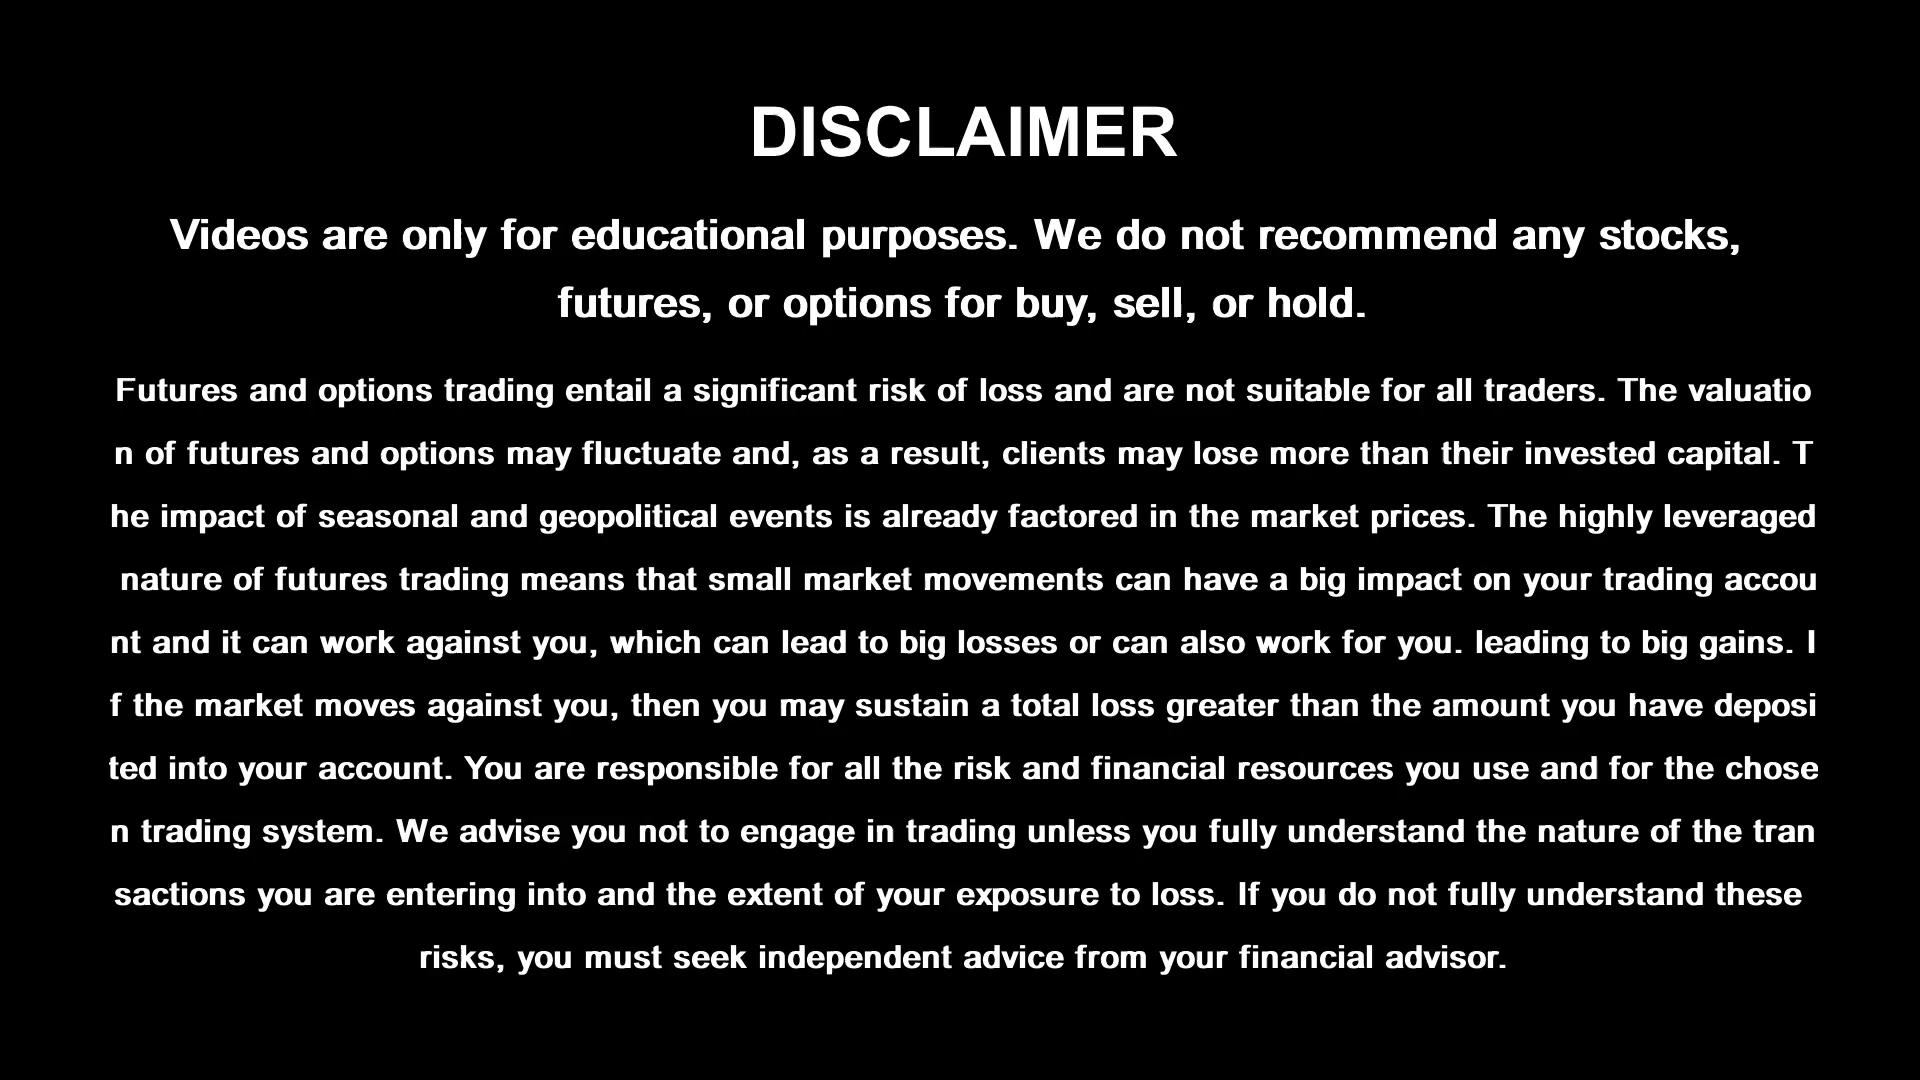 DISCLAIMER
Videos are only for educational purposes. We do not recommend any stocks,
futures, or options for buy, sell, or hold.
Futures and options trading entail a significant risk of loss and are not suitable for all traders. The valuatio
n of futures and options may fluctuate and, as a result, clients may lose more than their invested capital. T
he impact of seasonal and geopolitical events is already factored in the market prices. The highly leveraged
nature of futures trading means that small market movements can have a big impact on your trading accou
nt and it can work against you, which can lead to big losses or can also work for you. leading to big gains. I
f the market moves against you, then you may sustain a total loss greater than the amount you have deposi
ted into your account. You are responsible for all the risk and financial resources you use and for the chose
n trading system. We advise you not to engage in trading unless you fully understand the nature of the tran
sactions you are entering into and the extent of your exposure to loss. If you do not fully understand these
risks, you must seek independent advice from your financial advisor.